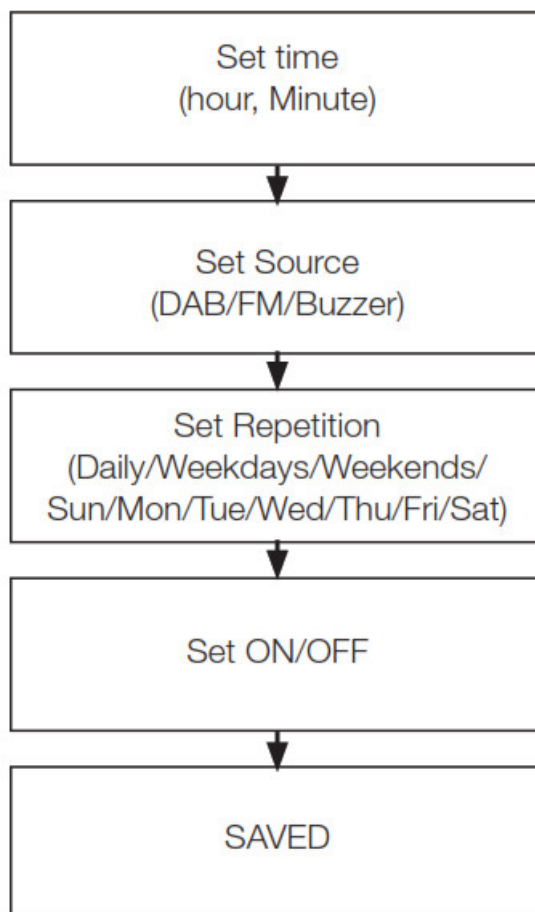 Set time
(hour, Minute)
Set Source
(DAB/FM/Buzzer)
Set Repetition
(Daily/Weekdays/Weekends/
Sun/Mon/Tue/Wed/Thu/Fri/Sat)
Set ON/OFF
SAVED